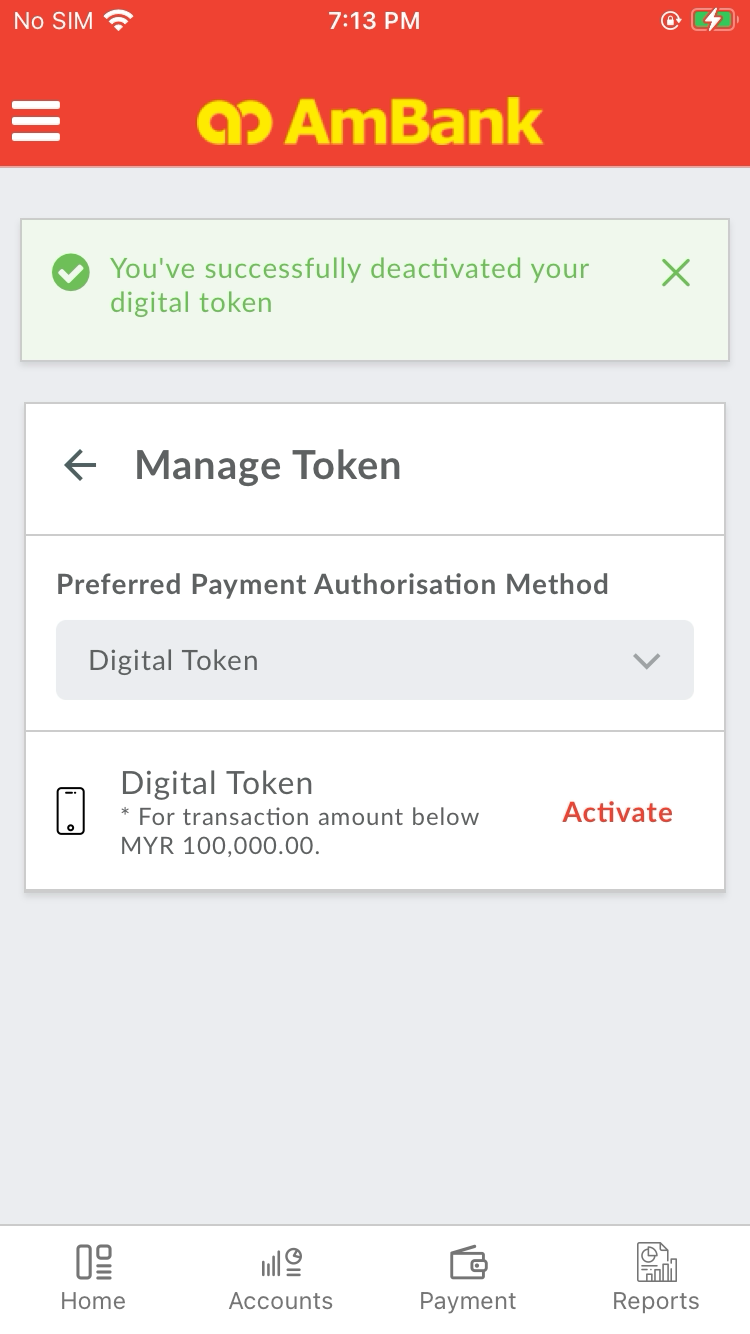 No SIM 7:13 PM
AmBank
You've successfully deactivated your
digital token
Manage Token
Preferred Payment Authorisation Method
Digital Token
Digital Token
* For transaction amount below
MYR 100,000.00.
Activate
Home Accounts Payment Reports